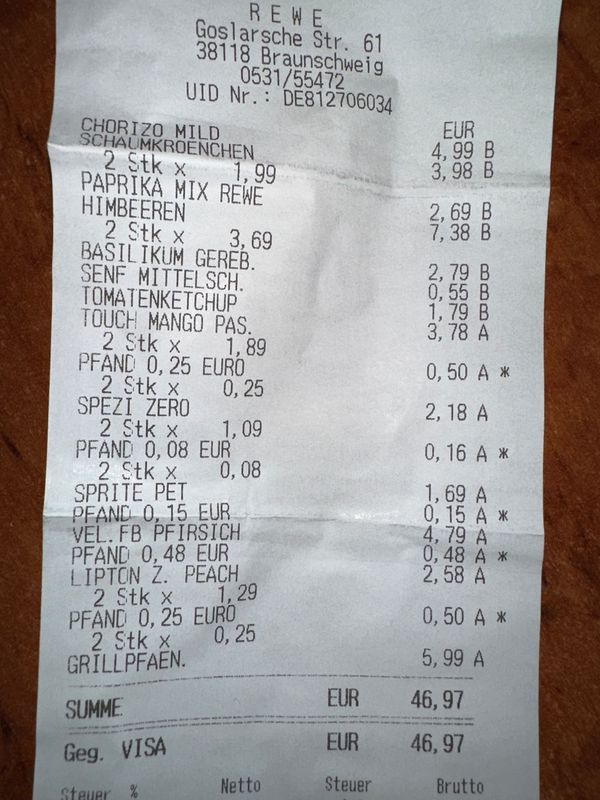 REWE
Goslarsche Str. 61
38118 Braunschweig
0531/55472
UID Nr.: DE812706034
EUR
CHORIZO MILD 4,99 B
SCHAUMKROENCHEN 3,98 B
2 Stk x 1,99
PAPRIKA MIX REWE 2,69 B
HIMBEEREN 7,38 B
2 Stk x 3,69
BASILIKUM GEREB. 2,79 B
SENF MITTELSCH. 0,55 B
TOMATENKETCHUP 1,79 B
TOUCH MANGO PAS. 3,78 A
2 Stk x 1,89
PFAND 0,25 EURO 0,50 A *
2 Stk x 0,25
SPEZI ZERO 2,18 A
2 Stk x 1,09
PFAND 0,08 EUR 0,16 A *
2 Stk x 0,08
SPRITE PET 1,69 A
PFAND 0,15 EUR 0,15 A *
VEL.FB PFIRSICH 4,79 A
PFAND 0,48 EUR 0,48 A *
LIPTON Z. PEACH 2,58 A
2 Stk x 1,29
PFAND 0,25 EURO 0,50 A *
2 Stk x 0,25
GRILLPFAEN. 5,99 A
SUMME EUR 46,97
Geg. VISA EUR 46,97
Steuer % Netto Steuer Brutto